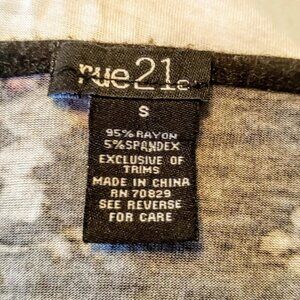 rue21
S
95% RAYON
5% SPANDEX
EXCLUSIVE OF
TRIMS
MADE IN CHINA
RN 70829
SEE REVERSE
FOR CARE